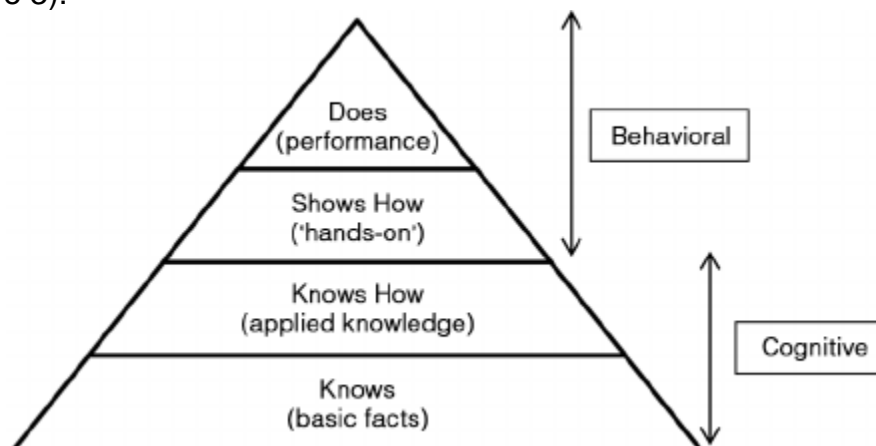 Does
(performance)
Behavioral
Shows How
('hands-on')
Knows How
(applied knowledge)
Cognitive
Knows
(basic facts)